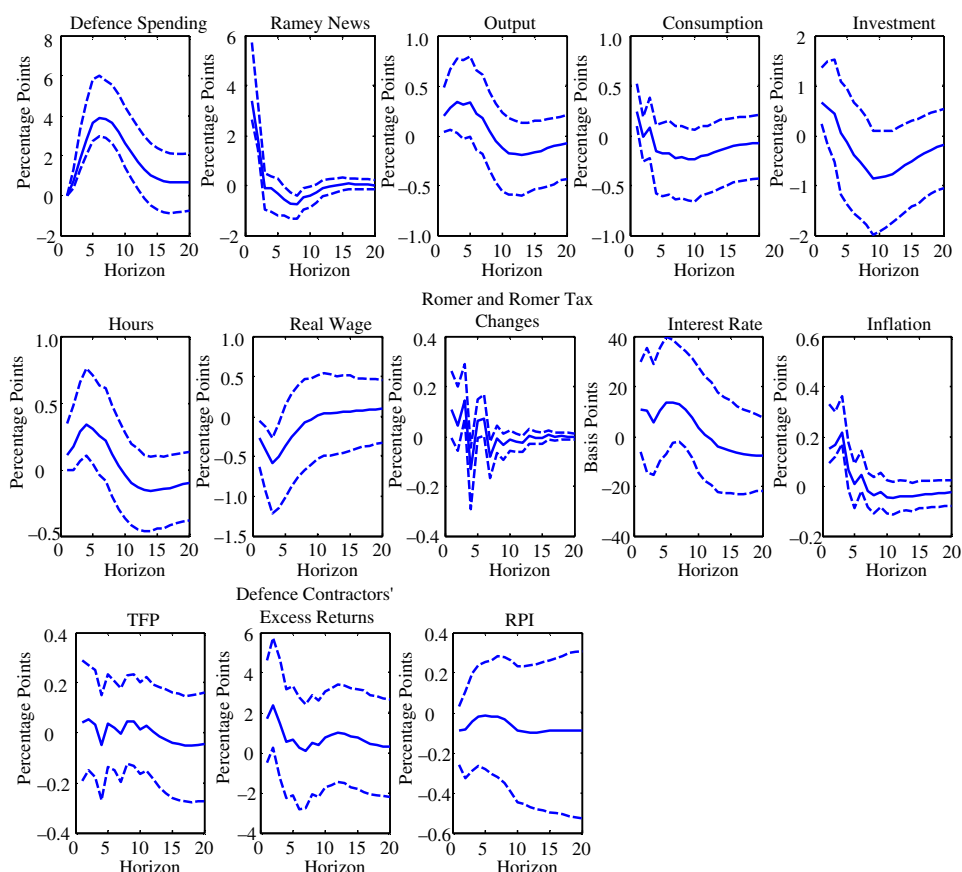 Defence Spending
Ramey News
Output
Consumption
Investment
Percentage Points
8
6
4
2
0
−2
0 5 10 15 20
Horizon
Percentage Points
6
4
2
0
−2
0 5 10 15 20
Horizon
Percentage Points
1.0
0.5
0
−0.5
−1.0
0 5 10 15 20
Horizon
Percentage Points
1.0
0.5
0
−0.5
−1.0
0 5 10 15 20
Horizon
Percentage Points
2
1
0
−1
−2
0 5 10 15 20
Horizon
Hours
Real Wage
Romer and Romer Tax
Changes
Interest Rate
Inflation
Percentage Points
1.0
0.5
0
−0.5
0 5 10 15 20
Horizon
Percentage Points
1.0
0.5
0
−0.5
−1.0
−1.5
0 5 10 15 20
Horizon
Percentage Points
0.4
0.2
0
−0.2
0.4
0 5 10 15 20
Horizon
Basis Points
40
20
0
−20
−40
0 5 10 15 20
Horizon
Percentage Points
0.6
0.4
0.2
0
−0.2
0 5 10 15 20
Horizon
TFP
Defence Contractors'
Excess Returns
RPI
Percentage Points
0.4
0.2
0
−0.2
−0.4
0 5 10 15 20
Horizon
Percentage Points
6
4
2
0
−2
−4
0 5 10 15 20
Horizon
Percentage Points
0.4
0.2
0
−0.2
−0.4
−0.6
0 5 10 15 20
Horizon